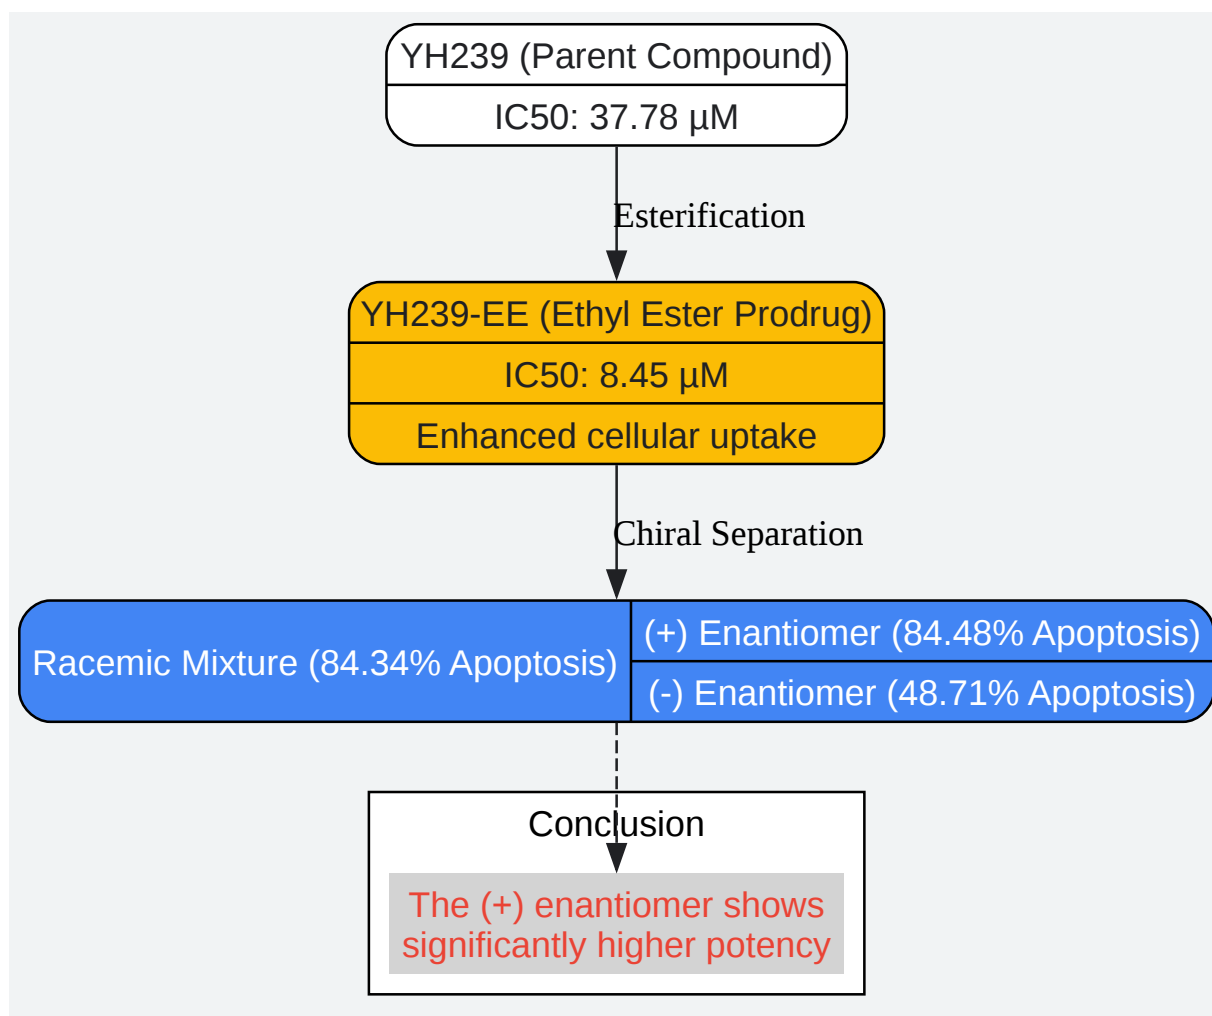 YH239 (Parent Compound)
IC50: 37.78 µM
Esterification
YH239-EE (Ethyl Ester Prodrug)
IC50: 8.45 µM
Enhanced cellular uptake
Chiral Separation
Racemic Mixture (84.34% Apoptosis)
(+) Enantiomer (84.48% Apoptosis)
(-) Enantiomer (48.71% Apoptosis)
Conclusion
The (+) enantiomer shows
significantly higher potency